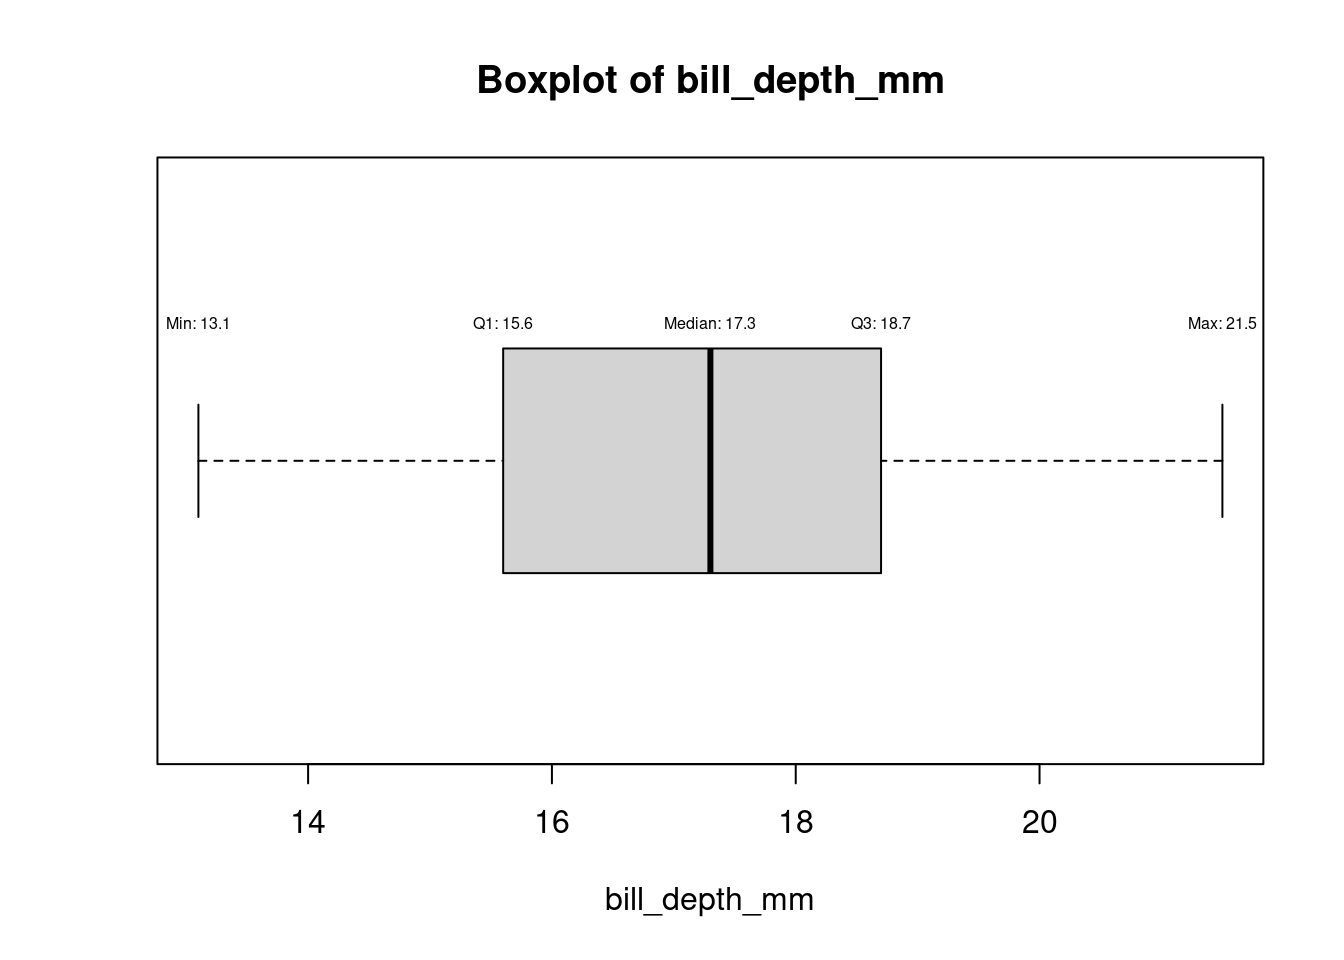 Boxplot of bill_depth_mm
Min: 13.1 Q1: 15.6 Median: 17.3 Q3: 18.7 Max: 21.5
14 16 18 20
bill_depth_mm